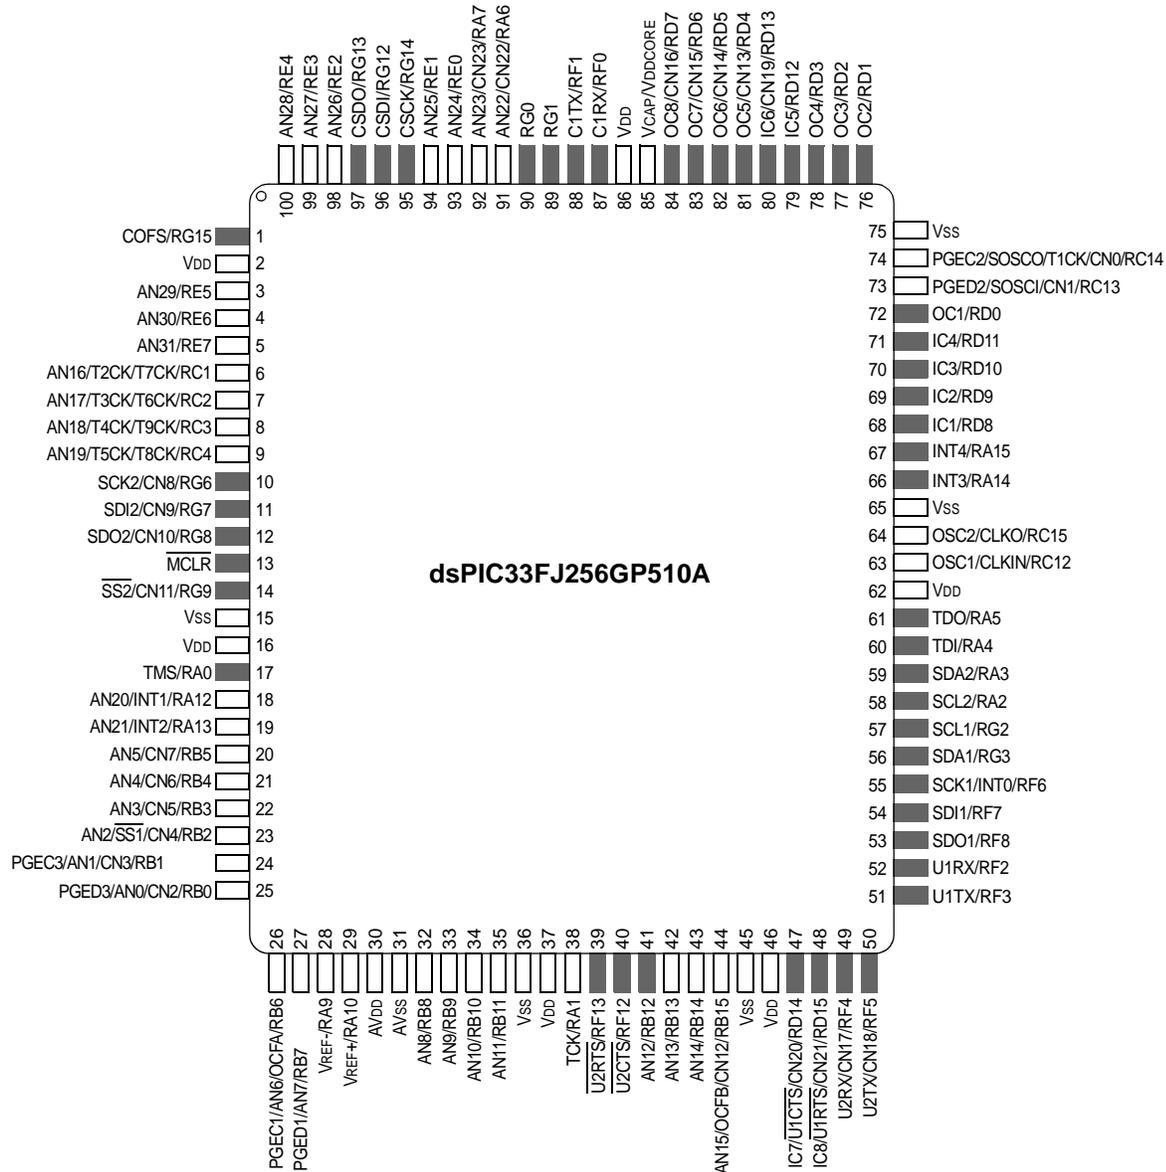 AN28/RE4
AN27/RE3
AN26/RE2
CSDO/RG13
CSDI/RG12
CSCK/RG14
AN25/RE1
AN24/RE0
AN23/CN23/RA7
AN22/CN22/RA6
RG0
RG1
C1TX/RF1
C1RX/RF0
VDD
VCAP/VDDCORE
OC8/CN16/RD7
OC7/CN15/RD6
OC6/CN14/RD5
OC5/CN13/RD4
IC6/CN19/RD13
IC5/RD12
OC4/RD3
OC3/RD2
OC2/RD1
100
99
98
97
96
95
94
93
92
91
90
89
88
87
86
85
84
83
82
81
80
79
78
77
76
COFS/RG15 1
VDD 2
AN29/RE5 3
AN30/RE6 4
AN31/RE7 5
AN16/T2CK/T7CK/RC1 6
AN17/T3CK/T6CK/RC2 7
AN18/T4CK/T9CK/RC3 8
AN19/T5CK/T8CK/RC4 9
SCK2/CN8/RG6 10
SDI2/CN9/RG7 11
SDO2/CN10/RG8 12
MCLR 13
SS2/CN11/RG9 14
VSS 15
VDD 16
TMS/RA0 17
AN20/INT1/RA12 18
AN21/INT2/RA13 19
AN5/CN7/RB5 20
AN4/CN6/RB4 21
AN3/CN5/RB3 22
AN2/SS1/CN4/RB2 23
PGEC3/AN1/CN3/RB1 24
PGED3/AN0/CN2/RB0 25
dsPIC33FJ256GP510A
75 VSS
74 PGEC2/SOSCO/T1CK/CN0/RC14
73 PGED2/SOSCI/CN1/RC13
72 OC1/RD0
71 IC4/RD11
70 IC3/RD10
69 IC2/RD9
68 IC1/RD8
67 INT4/RA15
66 INT3/RA14
65 VSS
64 OSC2/CLKO/RC15
63 OSC1/CLKIN/RC12
62 VDD
61 TDO/RA5
60 TDI/RA4
59 SDA2/RA3
58 SCL2/RA2
57 SCL1/RG2
56 SDA1/RG3
55 SCK1/INT0/RF6
54 SDI1/RF7
53 SDO1/RF8
52 U1RX/RF2
51 U1TX/RF3
26
27
28
29
30
31
32
33
34
35
36
37
38
39
40
41
42
43
44
45
46
47
48
49
50
PGEC1/AN6/OCFA/RB6
PGED1/AN7/RB7
VREF-/RA9
VREF+/RA10
AVDD
AVSS
AN8/RB8
AN9/RB9
AN10/RB10
AN11/RB11
VSS
VDD
TCK/RA1
U2RTS/RF13
U2CTS/RF12
AN12/RB12
AN13/RB13
AN14/RB14
AN15/OCFB/CN12/RB15
VSS
VDD
IC7/U1CTS/CN20/RD14
IC8/U1RTS/CN21/RD15
U2RX/CN17/RF4
U2TX/CN18/RF5